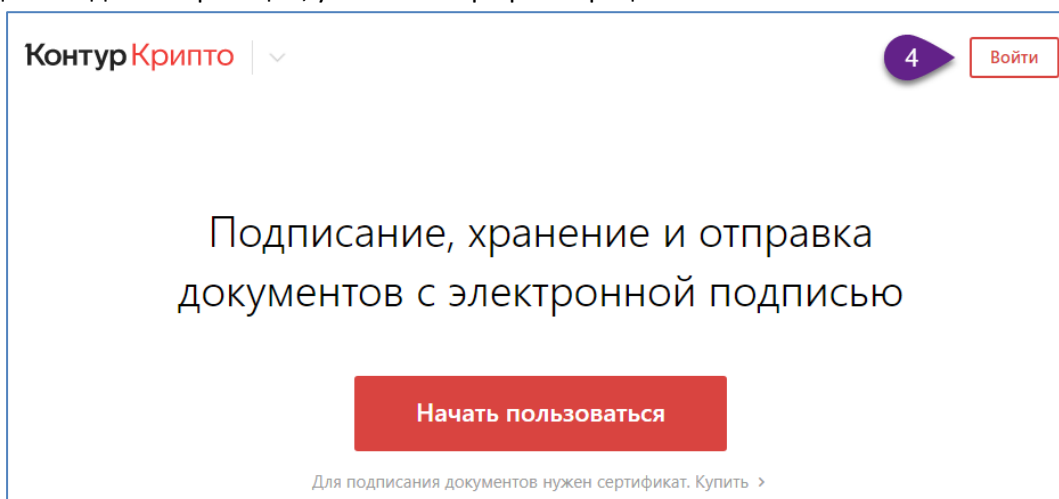 Контур Крипто
4
Войти
Подписание, хранение и отправка
документов с электронной подписью
Начать пользоваться
Для подписания документов нужен сертификат. Купить >